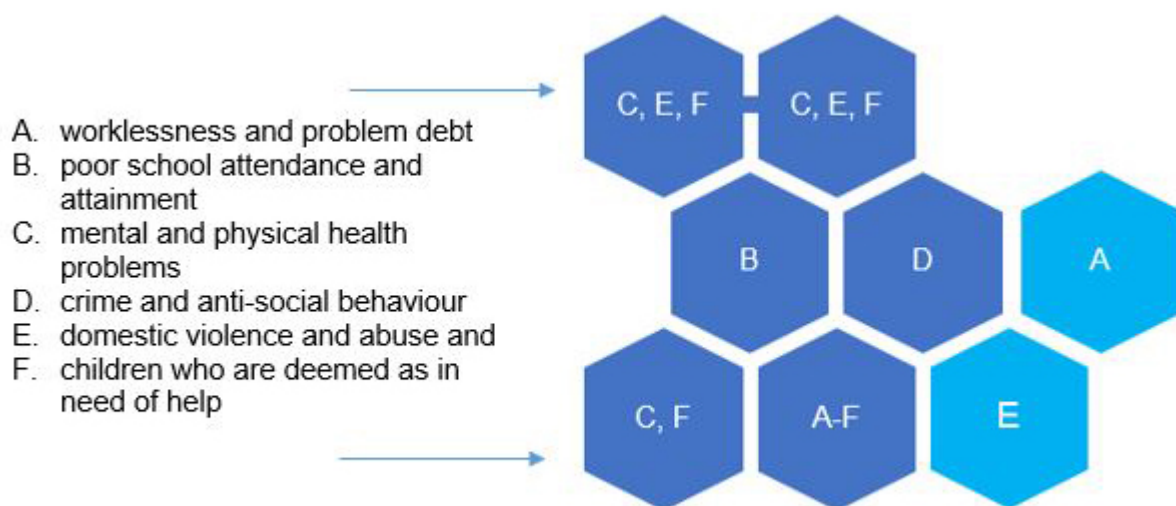 C, E, F
C, E, F
A. worklessness and problem debt
B. poor school attendance and
attainment
C. mental and physical health
problems
D. crime and anti-social behaviour
E. domestic violence and abuse and
F. children who are deemed as in
need of help
B
D
A
C, F
A-F
E